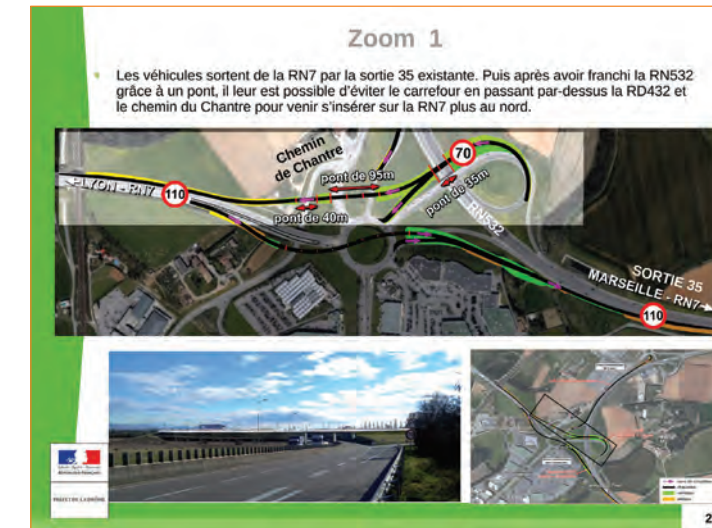 Zoom 1
Les véhicules sortent de la RN7 par la sortie 35 existante. Puis après avoir franchi la RN532
grâce à un pont, il leur est possible d'éviter le carrefour en passant par-dessus la RD432 et
le chemin du Chantre pour venir s'insérer sur la RN7 plus au nord.
Chemin
de Chantre
70
pont de 95m
LYON - RN7
110
pont de 35m
pont de 40m
RN532
SORTIE 35
MARSEILLE - RN7
110
RÉPUBLIQUE FRANÇAISE
PRÉFET DE LA DRÔME
2